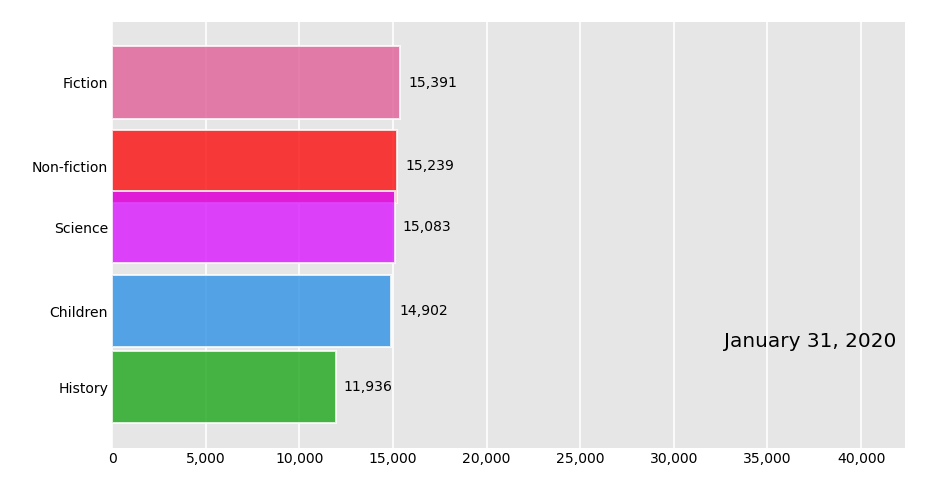 Fiction 15,391
Non-fiction 15,239
Science 15,083
Children 14,902
January 31, 2020
History 11,936
0 5,000 10,000 15,000 20,000 25,000 30,000 35,000 40,000